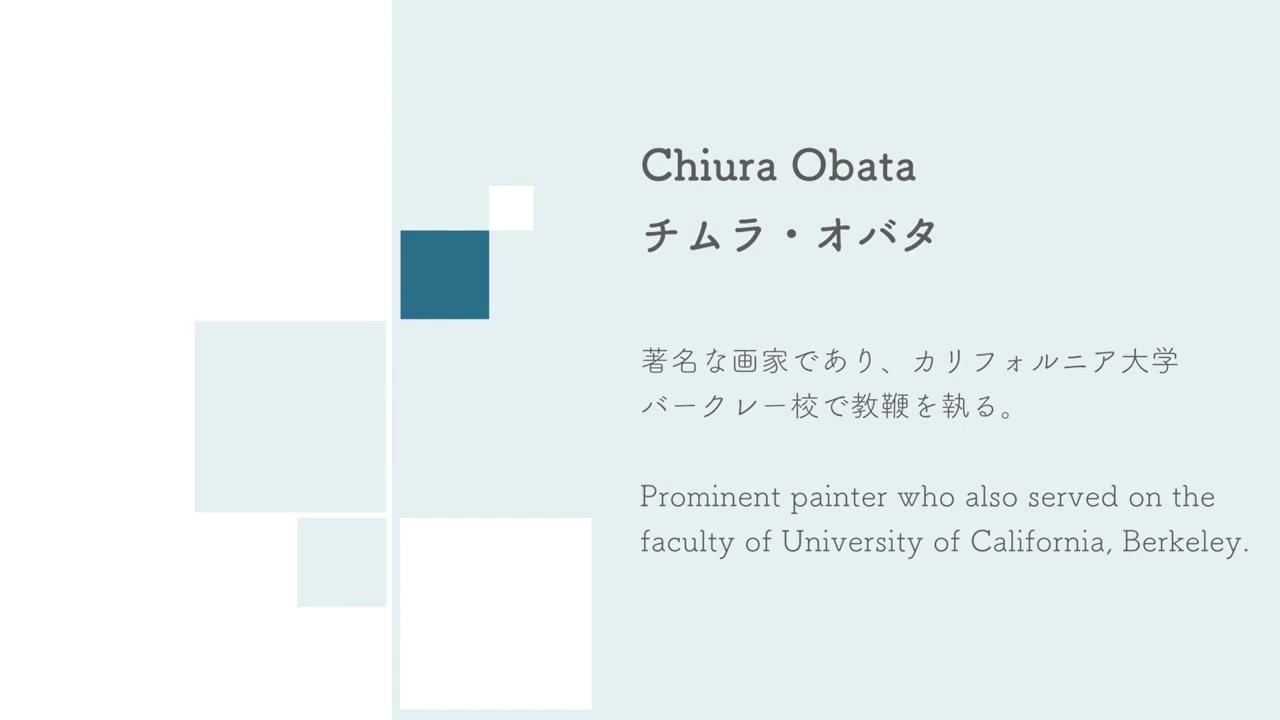 Chiura Obata
チムラ・オバタ
著名な画家であり、カリフォルニア大学
バークレー校で教鞭を執る。
Prominent painter who also served on the
faculty of University of California, Berkeley.